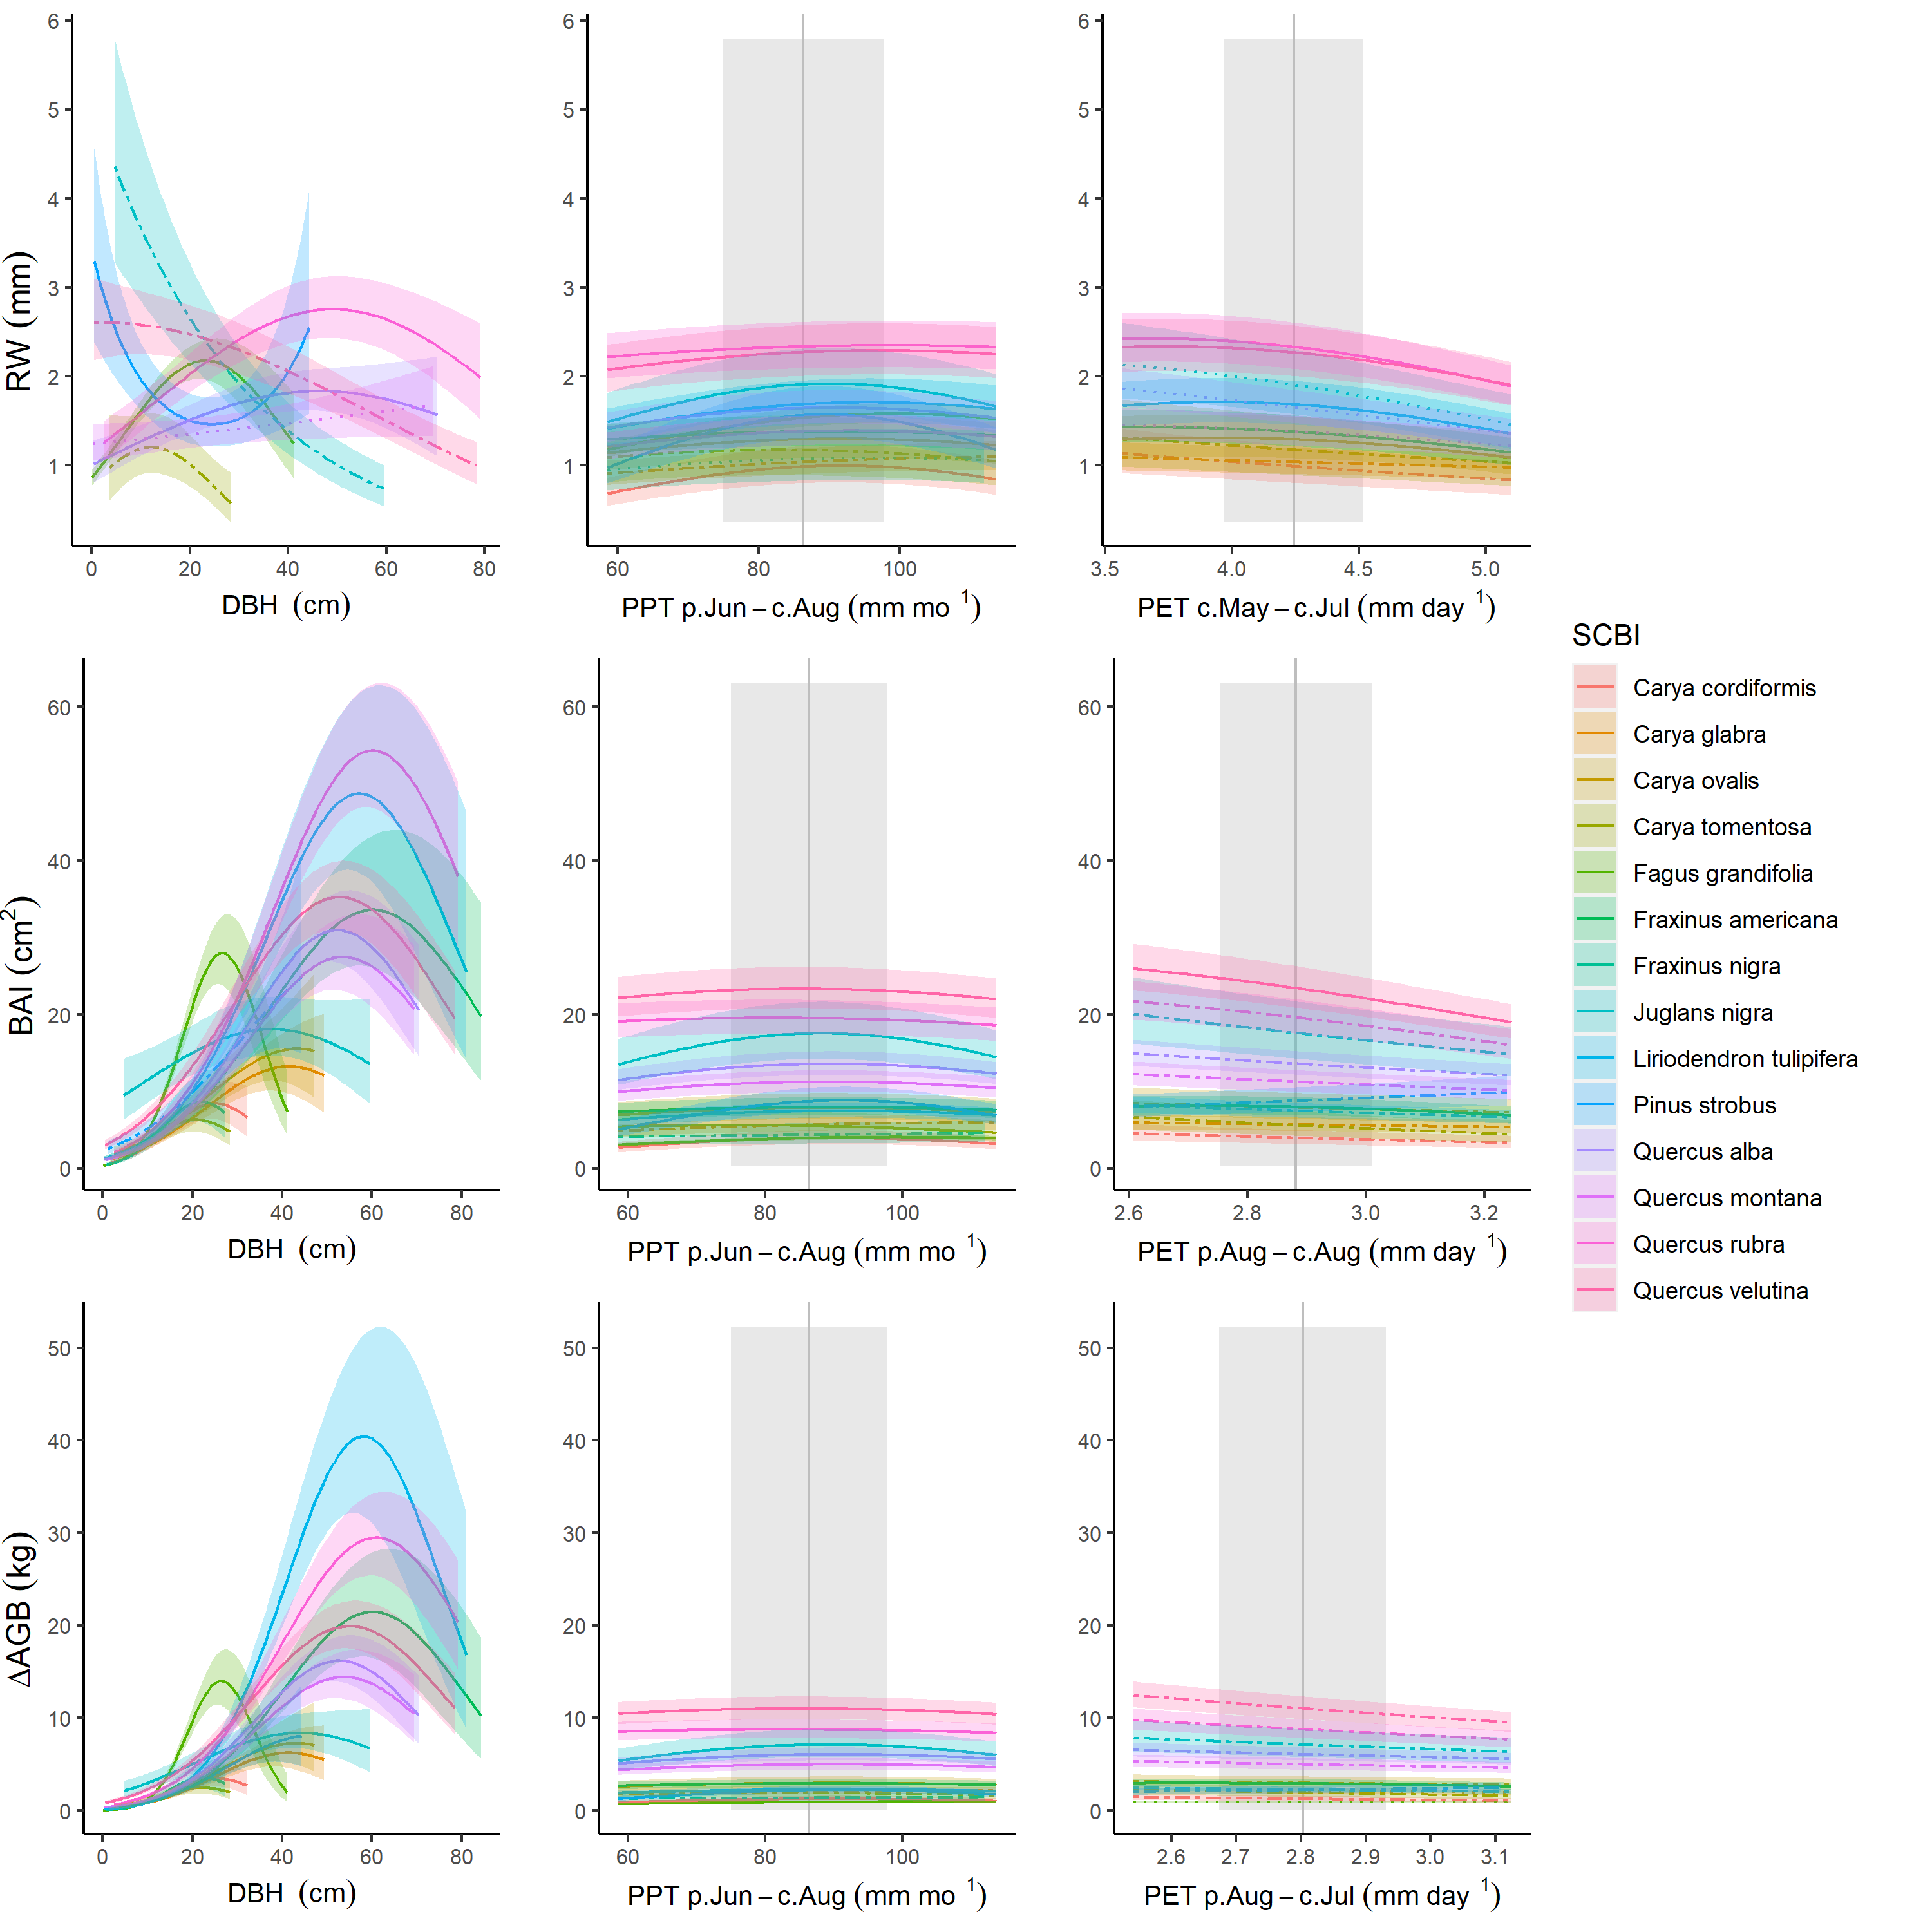 6
5
4
3
2
1
RW (mm)
0 20 40 60 80
DBH (cm)
6
5
4
3
2
1
60 80 100
PPT p.Jun – c.Aug (mm mo⁻¹)
6
5
4
3
2
1
3.5 4.0 4.5 5.0
PET c.May – c.Jul (mm day⁻¹)
60
40
20
0
BAI (cm²)
0 20 40 60 80
DBH (cm)
60
40
20
0
60 80 100
PPT p.Jun – c.Aug (mm mo⁻¹)
60
40
20
0
2.6 2.8 3.0 3.2
PET p.Aug – c.Aug (mm day⁻¹)
50
40
30
20
10
0
ΔAGB (kg)
0 20 40 60 80
DBH (cm)
50
40
30
20
10
0
60 80 100
PPT p.Jun – c.Aug (mm mo⁻¹)
50
40
30
20
10
0
2.6 2.7 2.8 2.9 3.0 3.1
PET p.Aug – c.Jul (mm day⁻¹)
SCBI
Carya cordiformis
Carya glabra
Carya ovalis
Carya tomentosa
Fagus grandifolia
Fraxinus americana
Fraxinus nigra
Juglans nigra
Liriodendron tulipifera
Pinus strobus
Quercus alba
Quercus montana
Quercus rubra
Quercus velutina